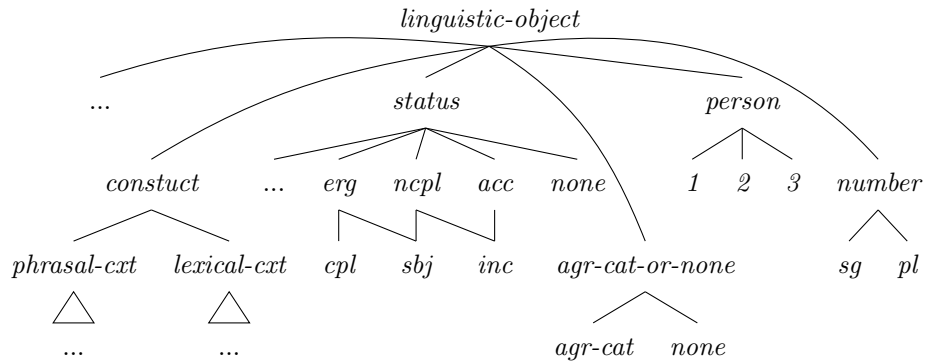 linguistic-object
... status person
constuct ... erg ncpl acc none 1 2 3 number
phrasal-cxt lexical-cxt cpl sbj inc agr-cat-or-none sg pl
... ... agr-cat none